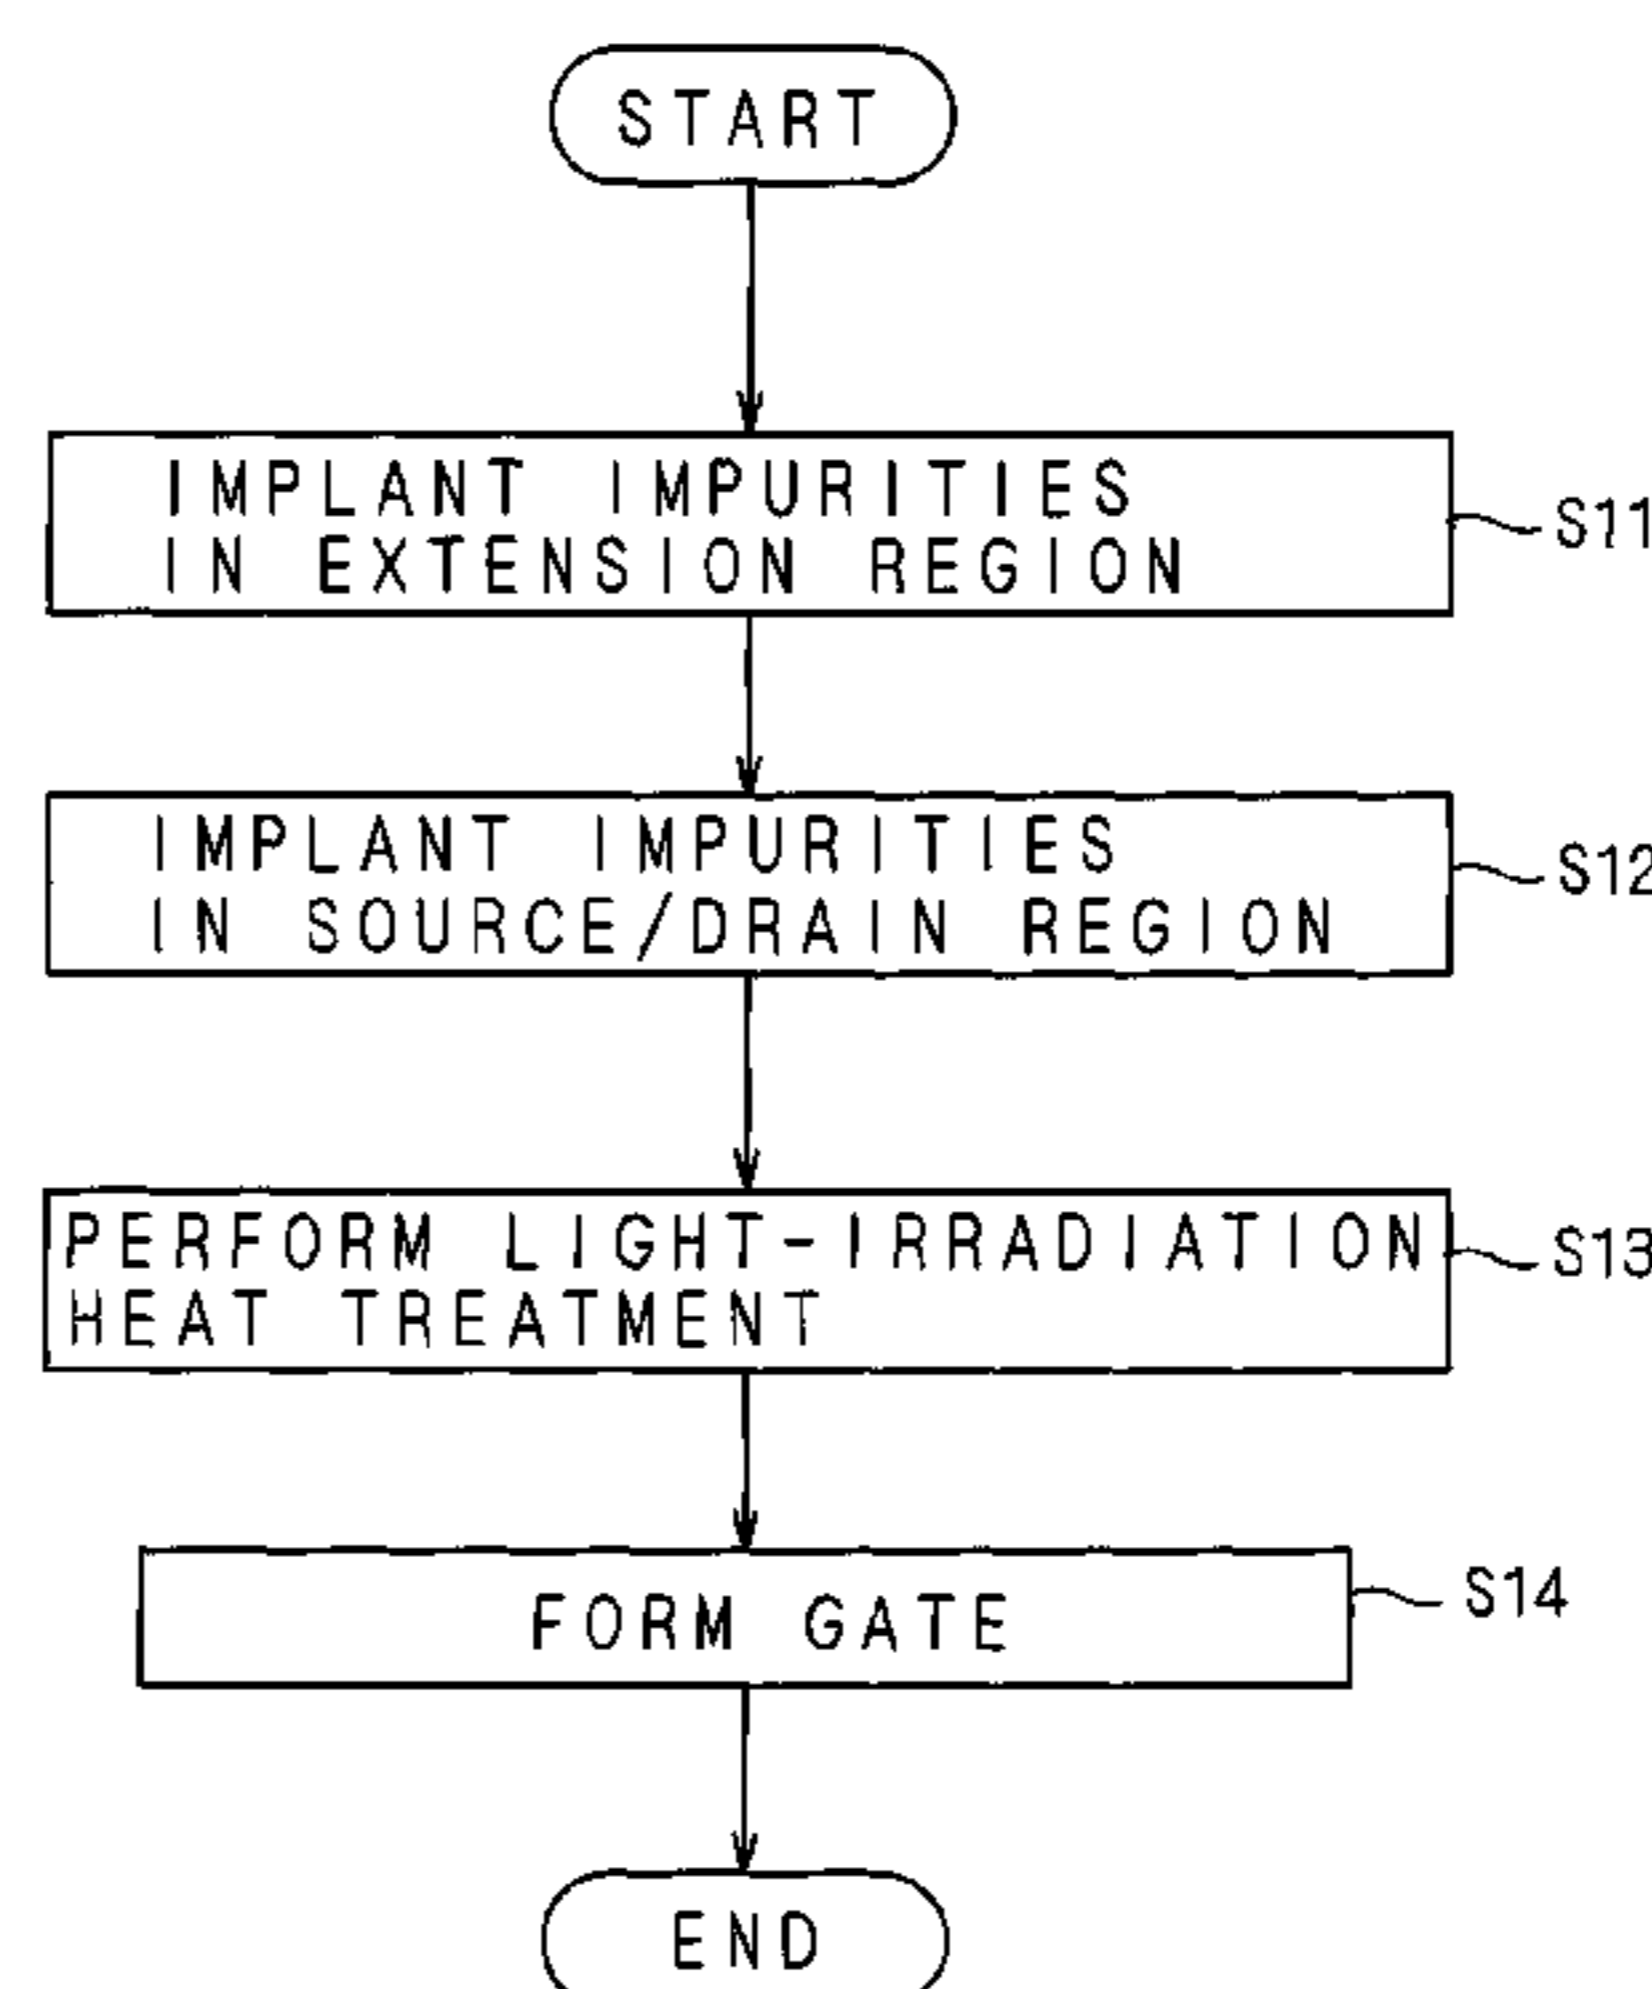 START
IMPLANT IMPURITIES
IN EXTENSION REGION
S11
IMPLANT IMPURITIES
IN SOURCE/DRAIN REGION
S12
PERFORM LIGHT-IRRADIATION
HEAT TREATMENT
S13
FORM GATE
S14
END